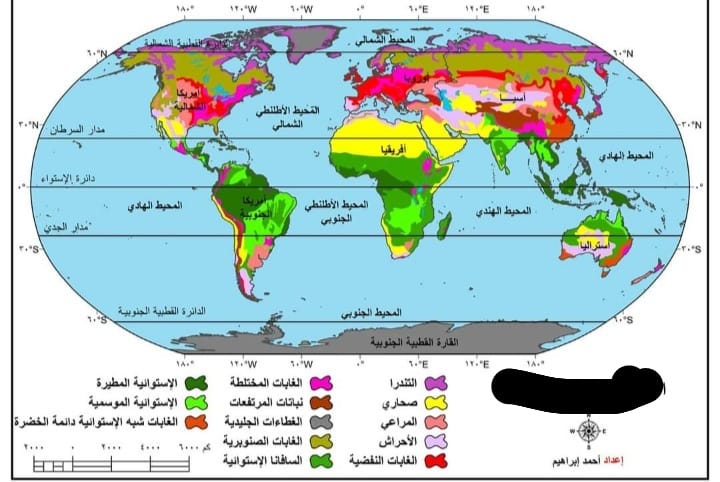 ١٨٠° ١٢٠°W ٦٠°W ٠° ٦٠°E ١٢٠°E ١٨٠°
الدائرة القطبية الشمالية
المحيط الشمالي
٦٠°N ٦٠°N
أوروبا
أمريكا الشمالية
آسيا
المحيط الأطلنطي الشمالي
٣٠°N ٣٠°N
مدار السرطان
أفريقيا
المحيط الهادي
دائرة الإستواء
٠° ٠°
المحيط الهادي
أمريكا الجنوبية
المحيط الأطلنطي الجنوبي
المحيط الهندي
مدار الجدي
أستراليا
٣٠°S ٣٠°S
الدائرة القطبية الجنوبية
المحيط الجنوبي
٦٠°S ٦٠°S
القارة القطبية الجنوبية
١٨٠° ١٢٠°W ٦٠°W ٠° ٦٠°E ١٢٠°E ١٨٠°
التندرا
صحاري
المراعي
الأحراش
الغابات النفضية
الغابات المختلطة
نباتات المرتفعات
الغطاءات الجليدية
الغابات الصنوبرية
السافانا الإستوائية
الإستوائية المطيرة
الإستوائية الموسمية
الغابات شبه الإستوائية دائمة الخضرة
٢٠٠٠ ٠ ٢٠٠٠ ٤٠٠٠ ٦٠٠٠ كم
N
W E
S
إعداد أحمد إبراهيم